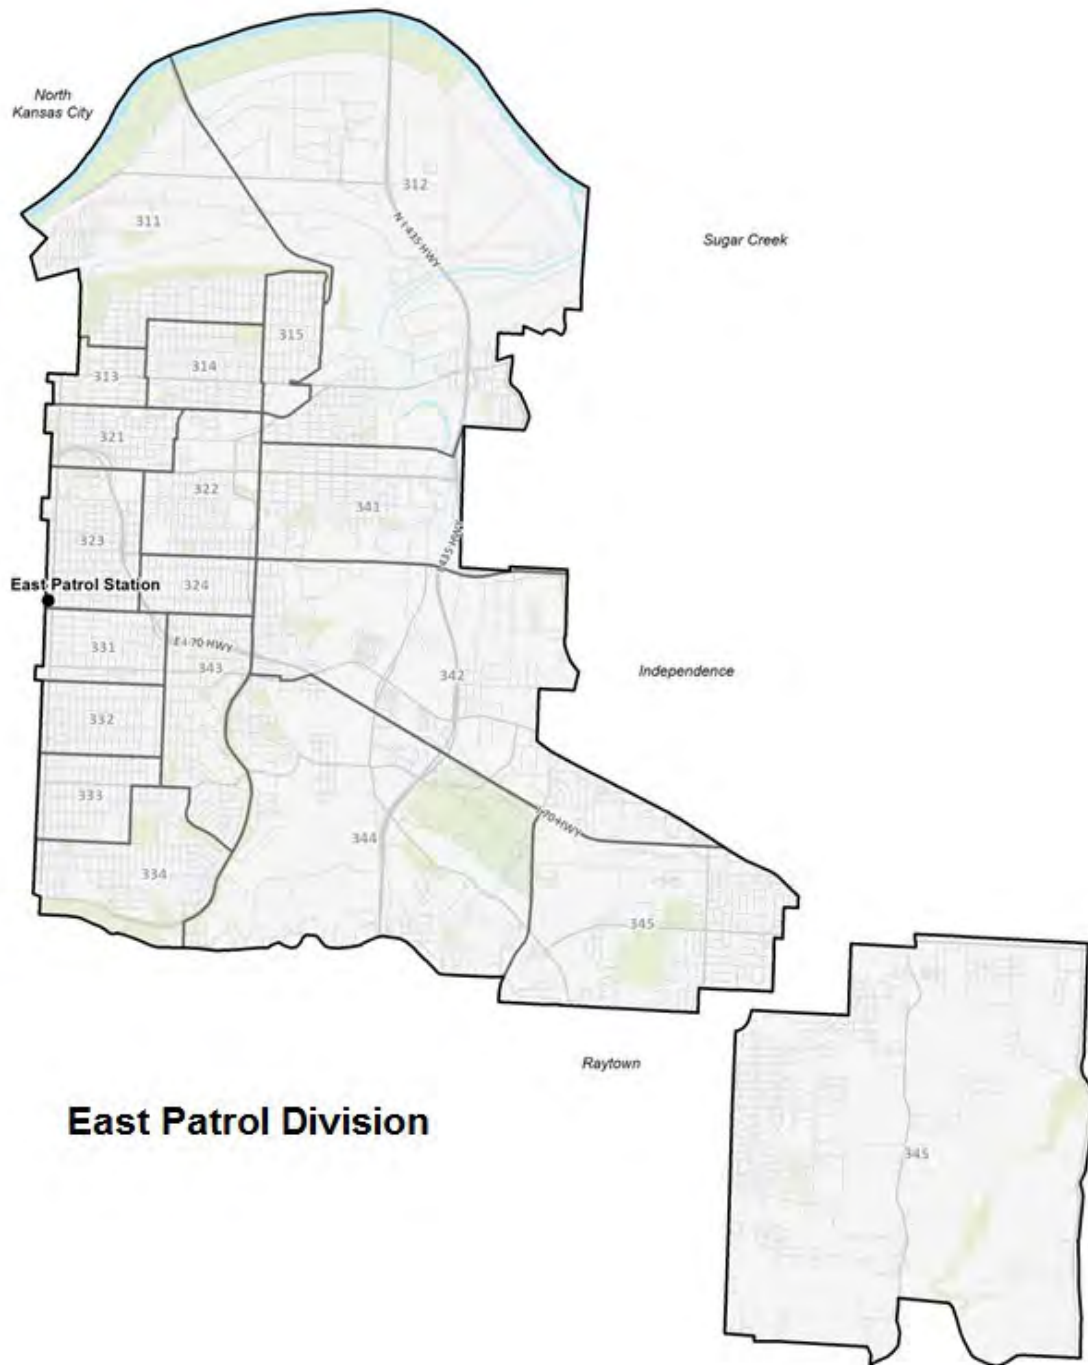 North
Kansas City
312
311
N I-435 HWY
Sugar Creek
315
314
313
321
322
341
323
I-435 HWY
East Patrol Station
324
331
E I-70 HWY
343
342
Independence
332
333
344
I-70 HWY
334
345
Raytown
East Patrol Division
345